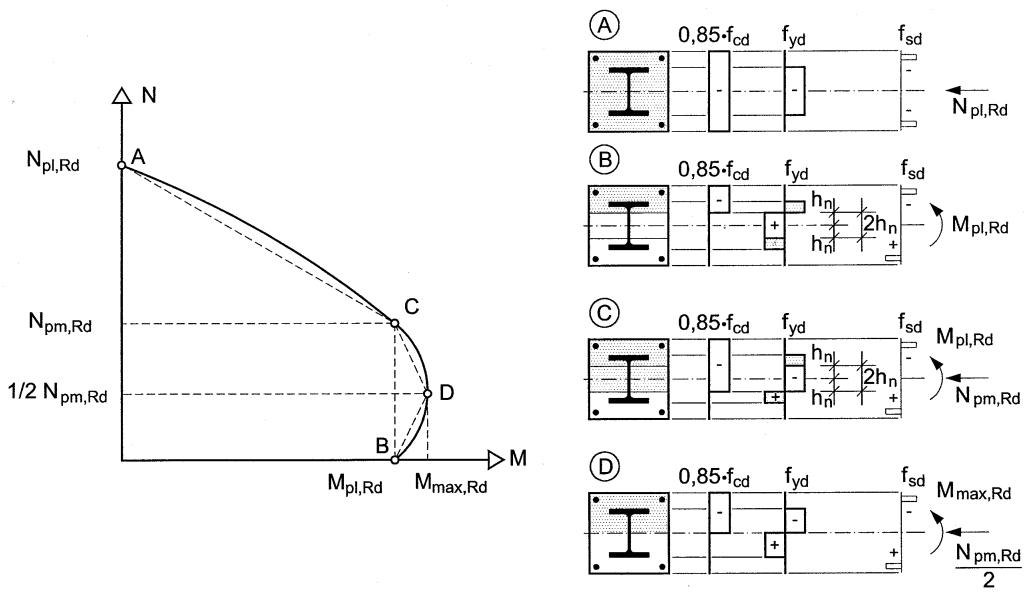 N
N_pl,Rd
A
C
N_pm,Rd
1/2 N_pm,Rd
D
B
M
M_pl,Rd
M_max,Rd
A
0,85·f_cd
f_yd
f_sd
-
-
-
-
N_pl,Rd
B
0,85·f_cd
f_yd
f_sd
-
-
h_n
+
2h_n
M_pl,Rd
h_n
+
C
0,85·f_cd
f_yd
f_sd
M_pl,Rd
h_n
-
-
-
2h_n
h_n
N_pm,Rd
+
+
D
0,85·f_cd
f_yd
f_sd
M_max,Rd
-
-
-
+
+
N_pm,Rd
2